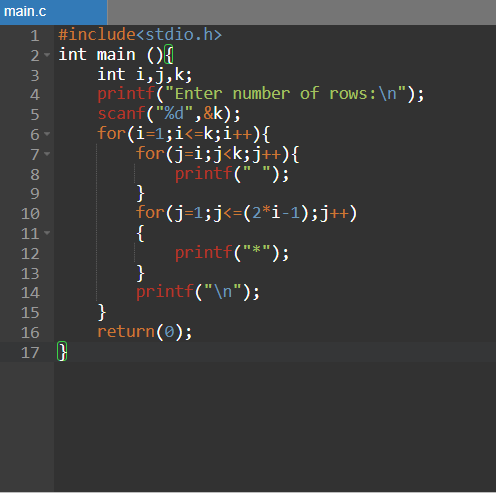 main.c
1 #include<stdio.h>
2 int main (){
3     int i,j,k;
4     printf("Enter number of rows:\n");
5     scanf("%d",&k);
6     for(i=1;i<=k;i++){
7         for(j=i;j<k;j++){
8             printf(" ");
9         }
10         for(j=1;j<=(2*i-1);j++)
11         {
12             printf("*");
13         }
14         printf("\n");
15     }
16     return(0);
17 }